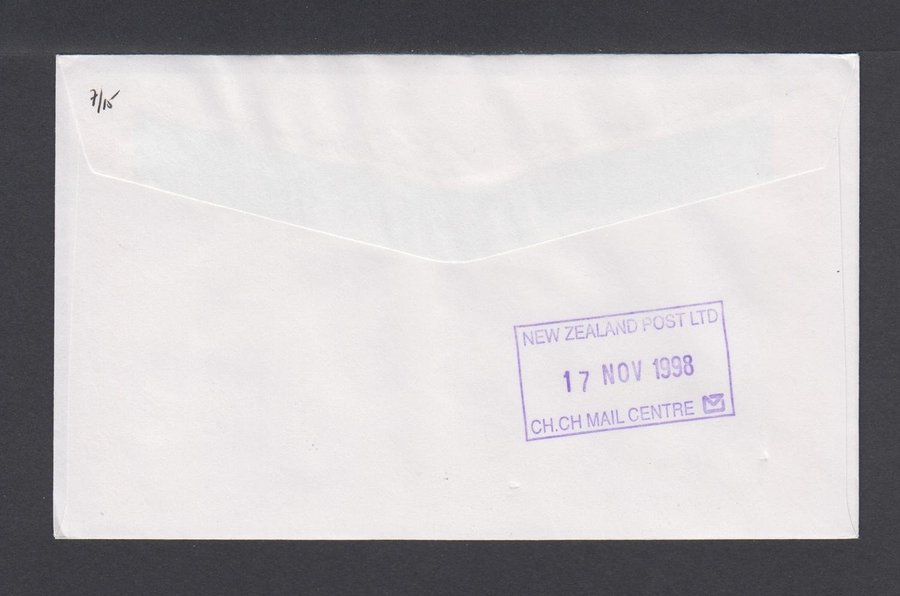 7/15
NEW ZEALAND POST LTD
17 NOV 1998
CH.CH MAIL CENTRE